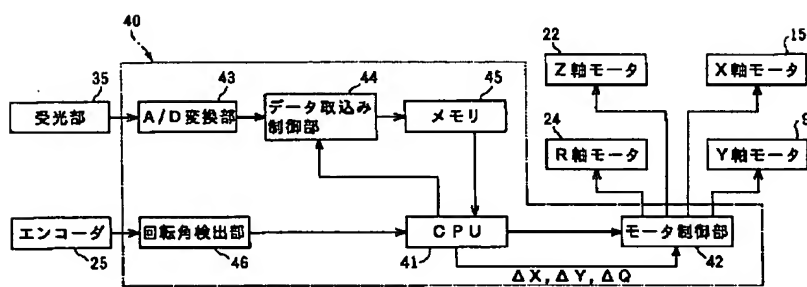 40
22
15
Z軸モータ
X軸モータ
35
43
44
45
受光部
A/D変換部
データ取込み
制御部
メモリ
24
9
R軸モータ
Y軸モータ
エンコーダ
回転角検出部
CPU
モータ制御部
25
46
41
42
ΔX,ΔY,ΔQ